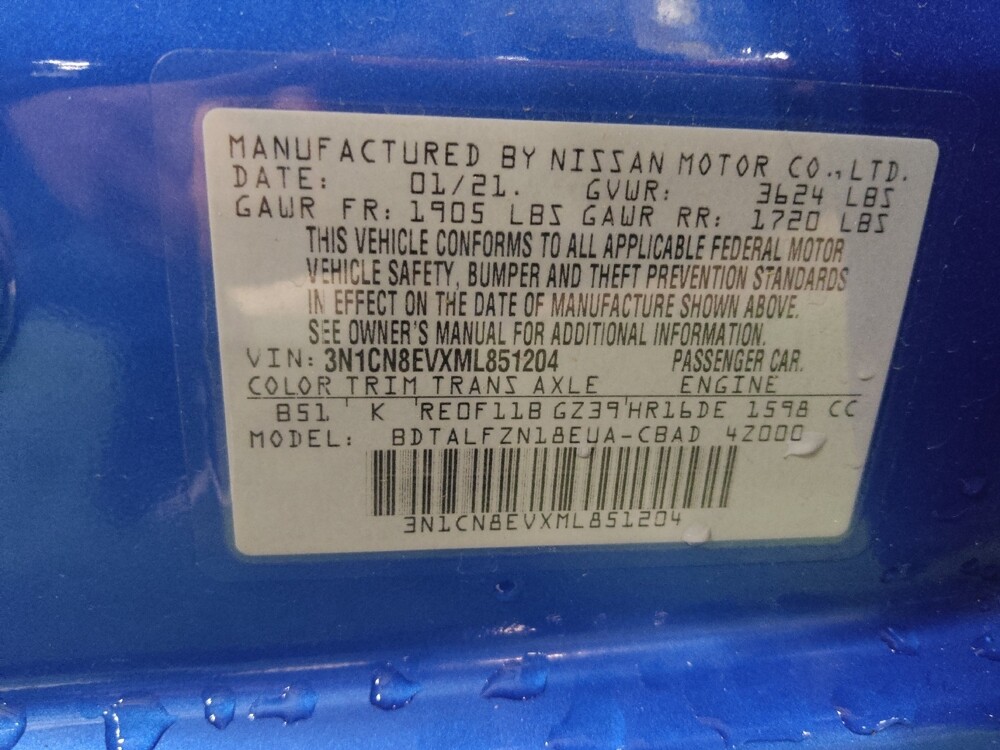 MANUFACTURED BY NISSAN MOTOR CO.,LTD.
DATE: 01/21. GVWR: 3624 LBS
GAWR FR: 1905 LBS GAWR RR: 1720 LBS
THIS VEHICLE CONFORMS TO ALL APPLICABLE FEDERAL MOTOR
VEHICLE SAFETY, BUMPER AND THEFT PREVENTION STANDARDS
IN EFFECT ON THE DATE OF MANUFACTURE SHOWN ABOVE.
SEE OWNER'S MANUAL FOR ADDITIONAL INFORMATION.
VIN: 3N1CN8EVXML851204 PASSENGER CAR.
COLOR TRIM TRANS AXLE ENGINE
B51 K RE0F11B GZ39 HR16DE 1598 CC
MODEL: BDTALFZN18EUA-CBAD 42000
3N1CN8EVXML851204